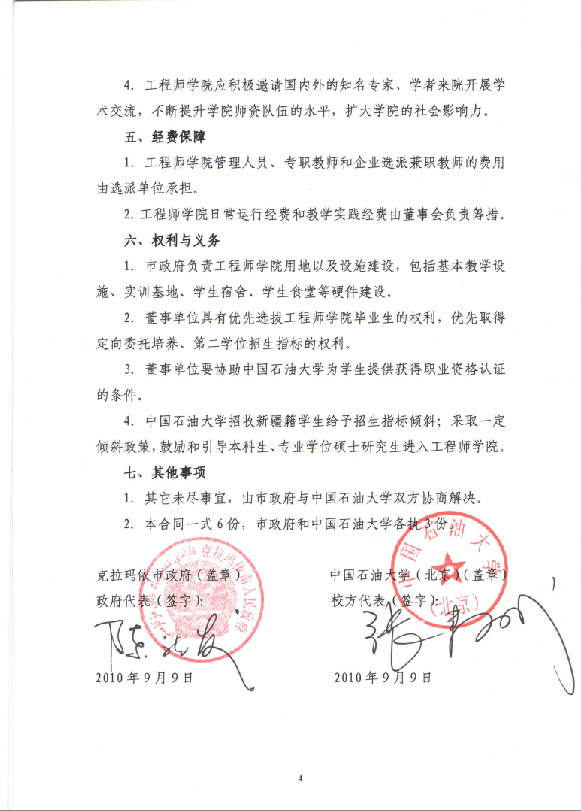 4. 工程师学院应积极邀请国内外的知名专家、学者来院开展学
术交流，不断提升学院师资队伍的水平，扩大学院的社会影响力。
五、经费保障
1. 工程师学院管理人员、专职教师和企业选派兼职教师的费用
由选派单位承担。
2. 工程师学院日常运行经费和教学实践经费由董事会负责筹措。
六、权利与义务
1. 市政府负责工程师学院用地以及设施建设，包括基本教学设
施、实训基地、学生宿舍、学生食堂等硬件建设。
2. 董事单位具有优先选拔工程师学院毕业生的权利，优先取得
定向委托培养、第二学位招生指标的权利。
3. 董事单位要协助中国石油大学为学生提供获得职业资格认证
的条件。
4. 中国石油大学招收新疆籍学生给予招生指标倾斜；采取一定
倾斜政策，鼓励和引导本科生、专业学位硕士研究生进入工程师学院。
七、其他事项
1. 其它未尽事宜，由市政府与中国石油大学双方协商解决。
2. 本合同一式6份，市政府和中国石油大学各执3份。
克拉玛依市人民政府
中国石油大学
（北京）
克拉玛依市政府（盖章） 中国石油大学（北京）（盖章）
政府代表（签字）： 校方代表（签字）：
2010年9月9日 2010年9月9日
4